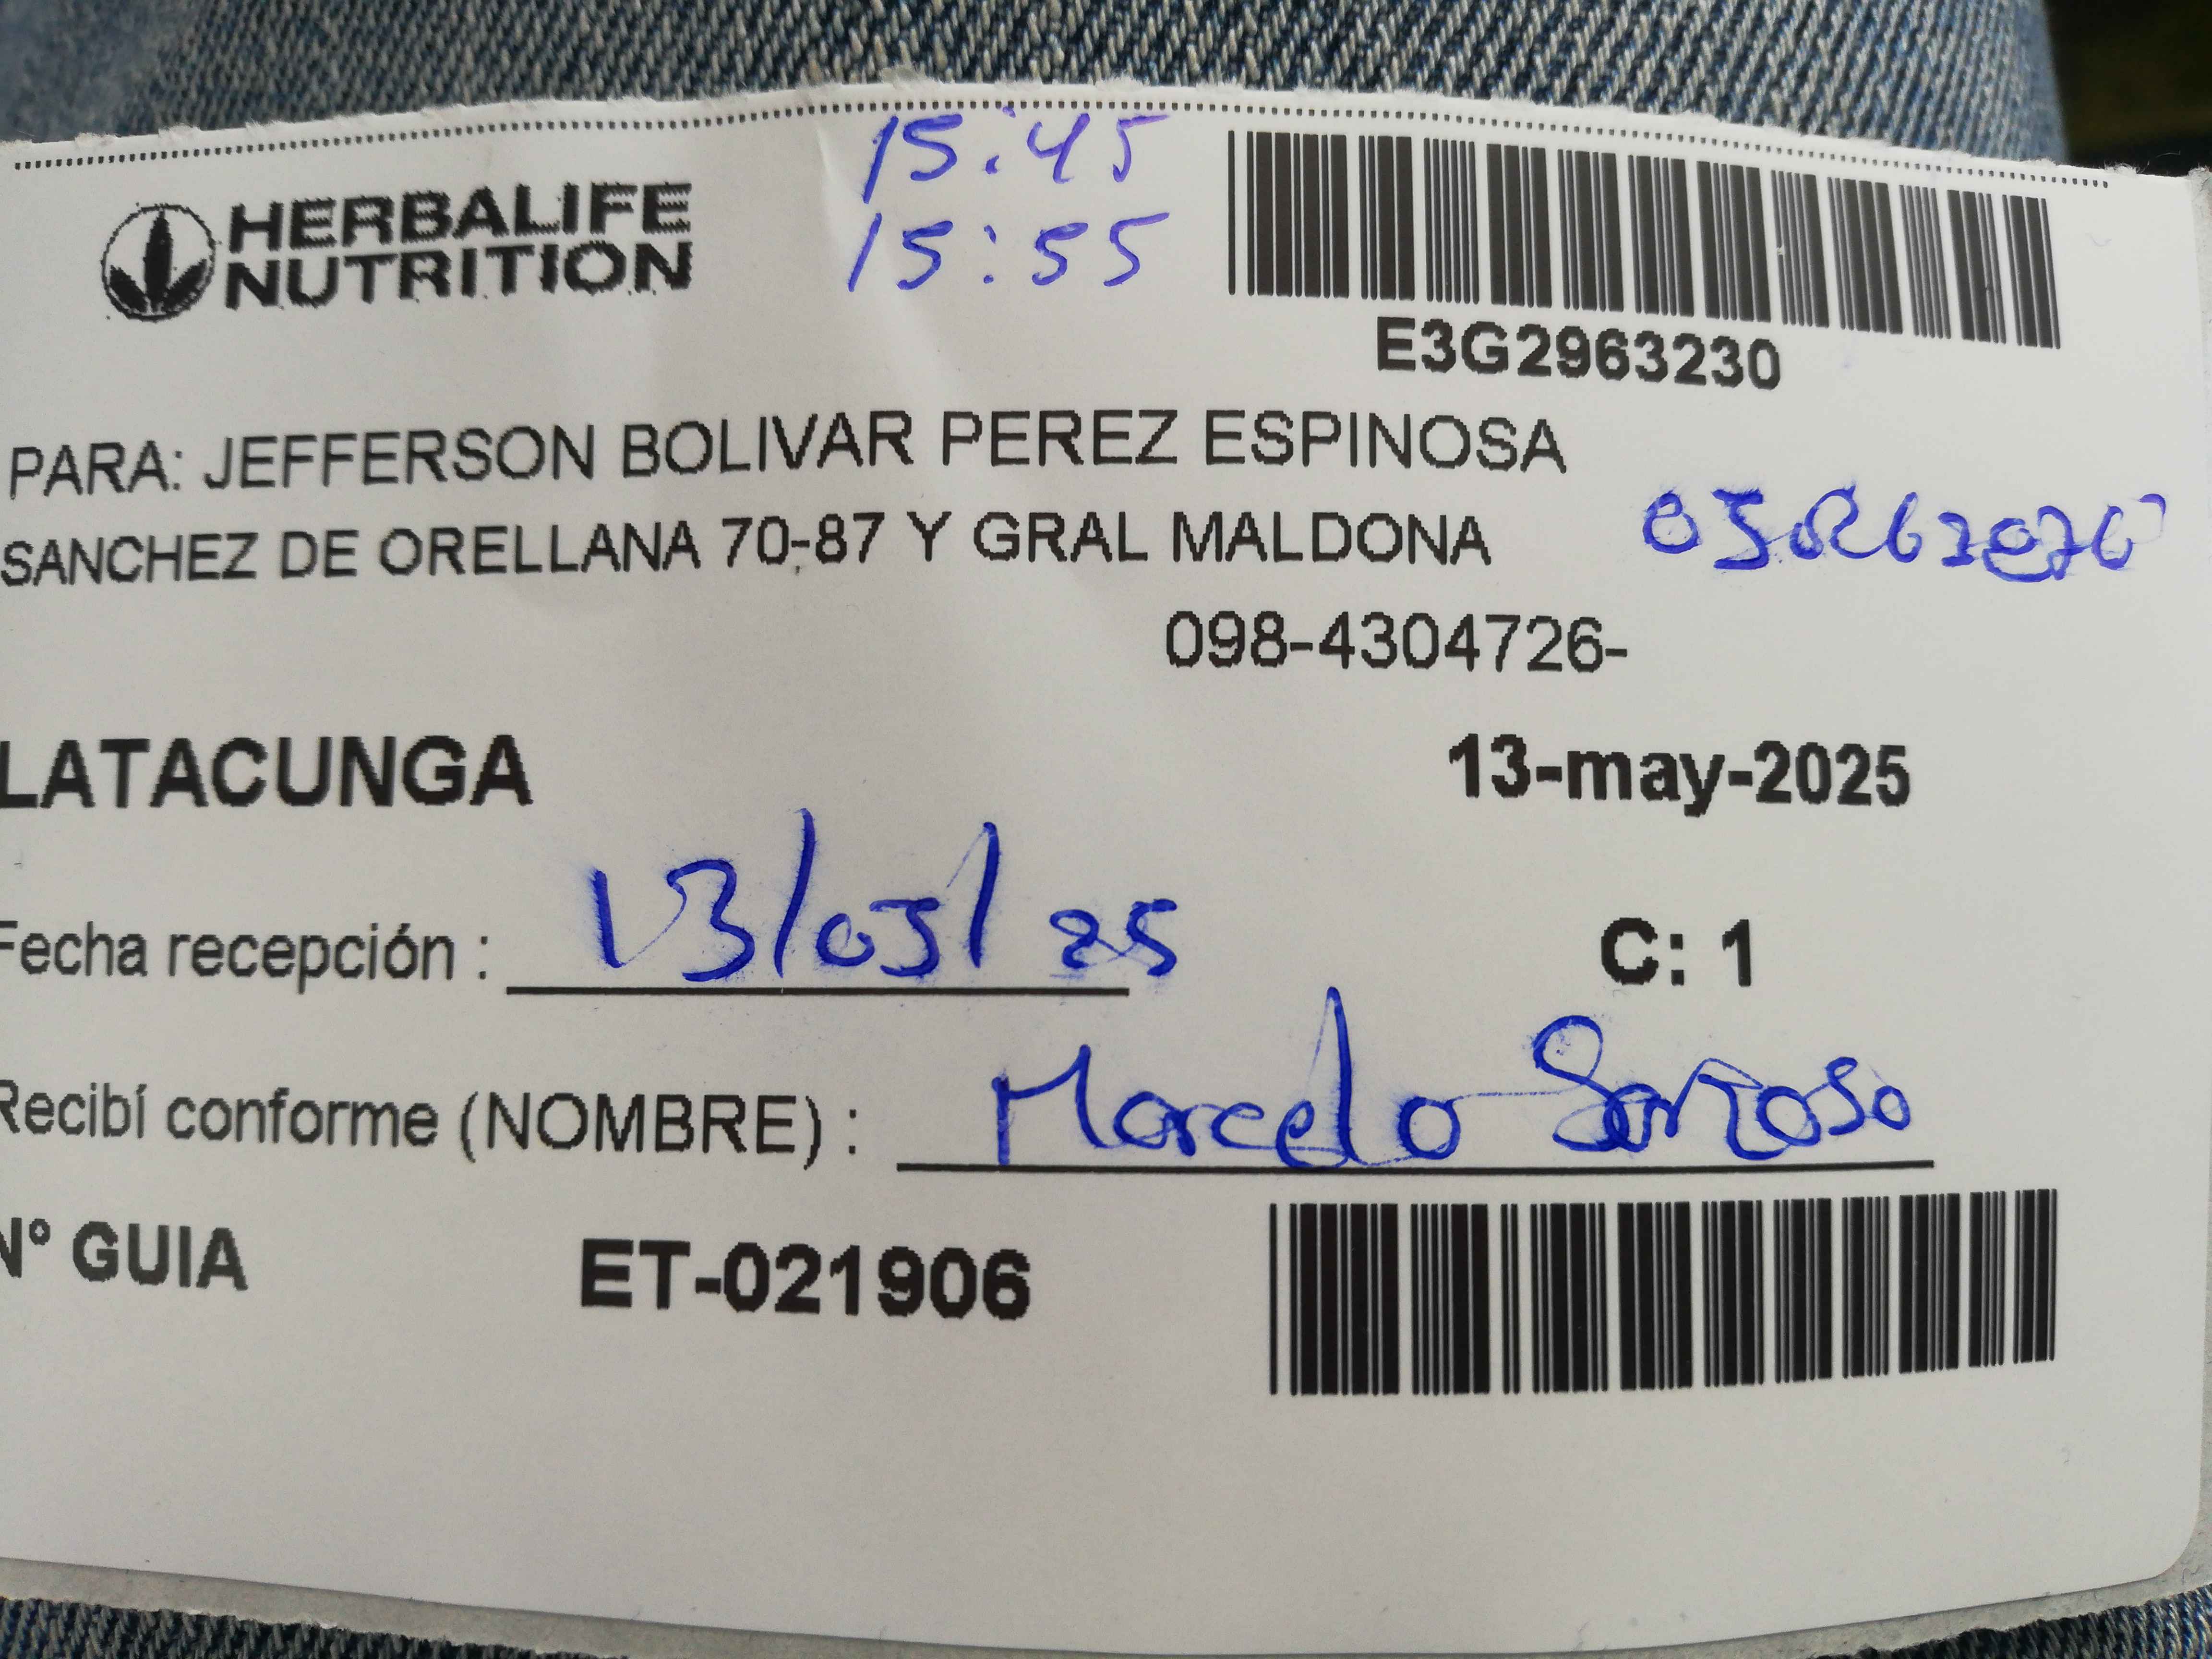 15:45
HERBALIFE
NUTRITION
15:55
E3G2963230
PARA: JEFFERSON BOLIVAR PEREZ ESPINOSA
SANCHEZ DE ORELLANA 70-87 Y GRAL MALDONA
098-4304726-
LATACUNGA 13-may-2025
Fecha recepción : 13/05/25 C: 1
Recibí conforme (NOMBRE) : Marcelo
N° GUIA ET-021906